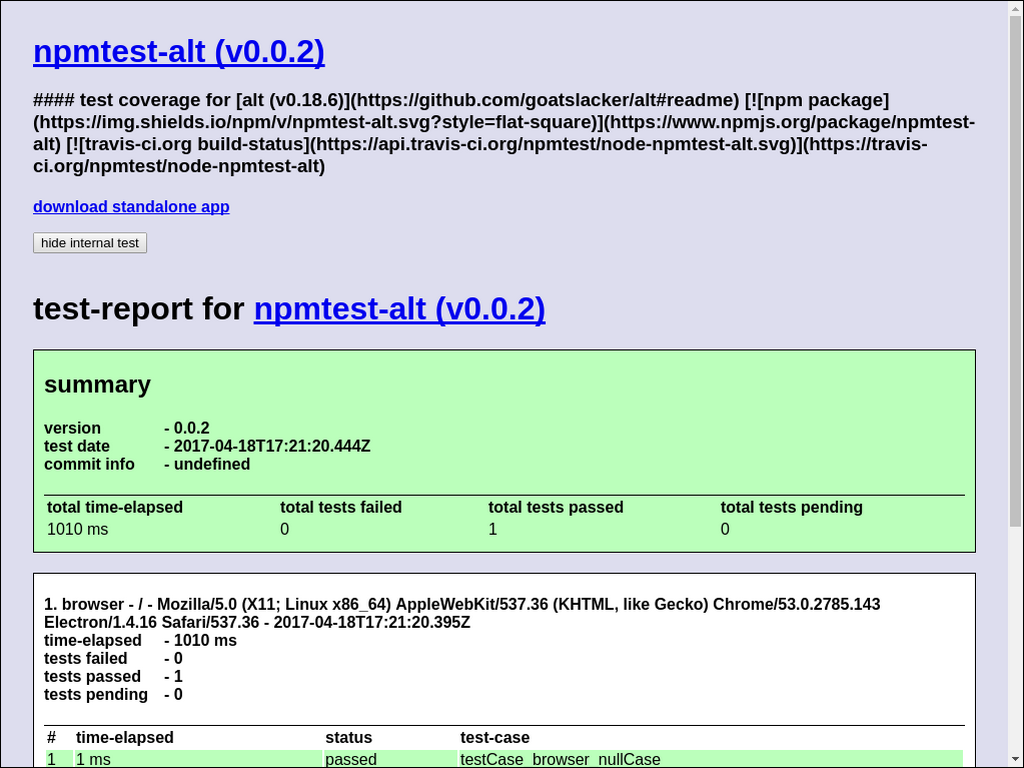 npmtest-alt (v0.0.2)
#### test coverage for [alt (v0.18.6)](https://github.com/goatslacker/alt#readme) [![npm package]
(https://img.shields.io/npm/v/npmtest-alt.svg?style=flat-square)](https://www.npmjs.org/package/npmtest-
alt) [![travis-ci.org build-status](https://api.travis-ci.org/npmtest/node-npmtest-alt.svg)](https://travis-
ci.org/npmtest/node-npmtest-alt)
download standalone app
hide internal test
test-report for npmtest-alt (v0.0.2)
summary
version - 0.0.2
test date - 2017-04-18T17:21:20.444Z
commit info - undefined
total time-elapsed total tests failed total tests passed total tests pending
1010 ms 0 1 0
1. browser - / - Mozilla/5.0 (X11; Linux x86_64) AppleWebKit/537.36 (KHTML, like Gecko) Chrome/53.0.2785.143
Electron/1.4.16 Safari/537.36 - 2017-04-18T17:21:20.395Z
time-elapsed - 1010 ms
tests failed - 0
tests passed - 1
tests pending - 0
# time-elapsed status test-case
1 1 ms passed testCase_browser_nullCase